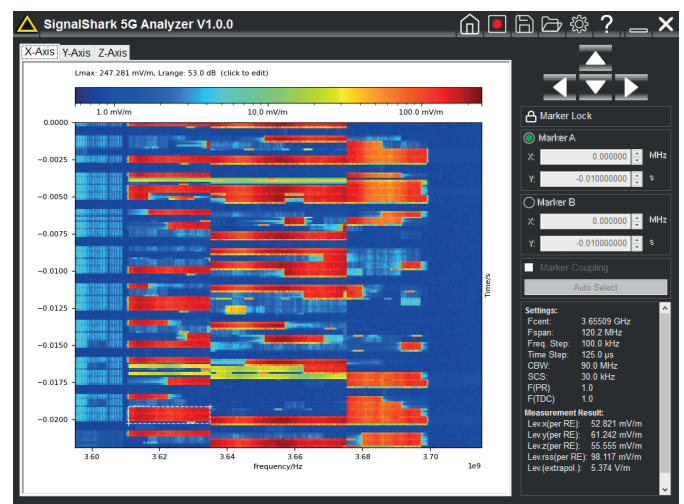 SignalShark 5G Analyzer V1.0.0
X-Axis Y-Axis Z-Axis
Lmax: 247.281 mV/m, Lrange: 53.0 dB (click to edit)
1.0 mV/m 10.0 mV/m 100.0 mV/m
0.0000
−0.0025
−0.0050
−0.0075
−0.0100
−0.0125
−0.0150
−0.0175
−0.0200
Time/s
3.60 3.62 3.64 3.66 3.68 3.70
Frequency/Hz 1e9
Marker Lock
Marker A
X: 0.000000 MHz
Y: -0.01000000 s
Marker B
X: 0.000000 MHz
Y: -0.01000000 s
Marker Coupling
Auto Select
Settings:
Fcent: 3.65509 GHz
Fspan: 120.2 MHz
Freq. Step: 100.0 kHz
Time Step: 125.0 µs
CBW: 90.0 MHz
SCS: 30.0 kHz
F(PR) 1.0
F(TDC) 1.0
Measurement Result:
Lev.x(per RE): 52.821 mV/m
Lev.y(per RE): 61.242 mV/m
Lev.z(per RE): 55.555 mV/m
Lev.rss(per RE): 98.117 mV/m
Lev.(extrapol.): 5.374 V/m